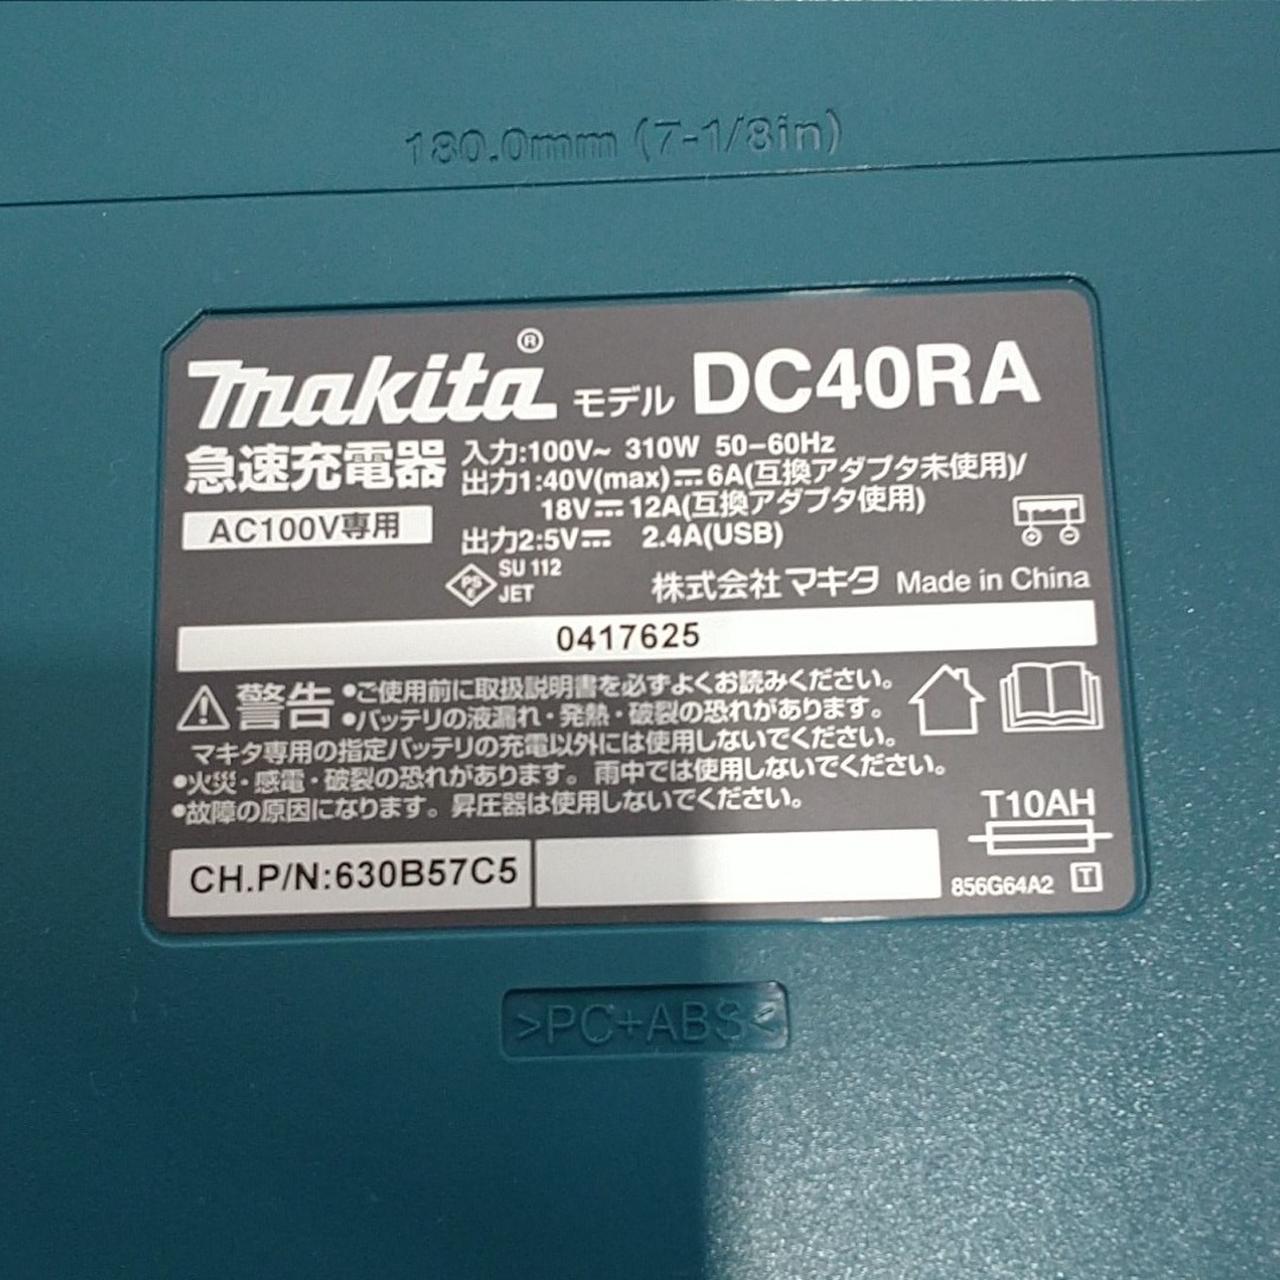 180.0mm (7-1/8in)
makita® モデル DC40RA
急速充電器
AC100V専用
入力:100V~ 310W 50-60Hz
出力1:40V(max)⎓6A(互換アダプタ未使用)/
18V⎓12A(互換アダプタ使用)
出力2:5V⎓ 2.4A(USB)
PS
E
SU 112
JET
株式会社マキタ Made in China
0417625
警告
•ご使用前に取扱説明書を必ずよくお読みください。
•バッテリの液漏れ・発熱・破裂の恐れがあります。
マキタ専用の指定バッテリの充電以外には使用しないでください。
•火災・感電・破裂の恐れがあります。雨中では使用しないでください。
•故障の原因になります。昇圧器は使用しないでください。
T10AH
CH.P/N:630B57C5
856G64A2 T
>PC+ABS<